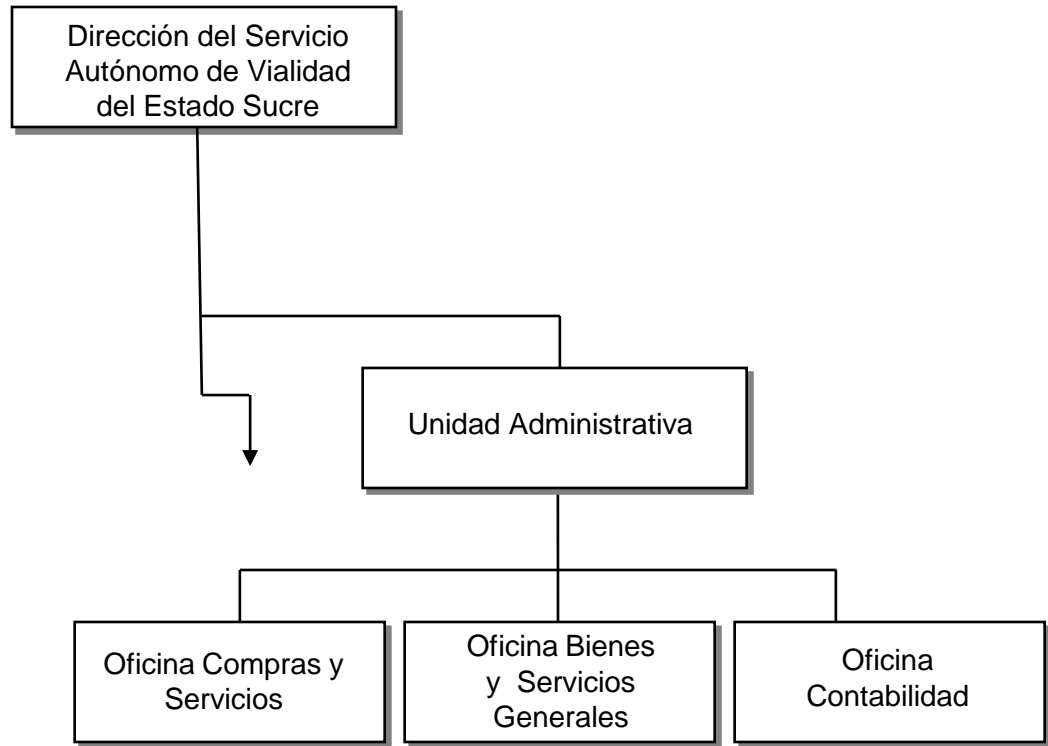 Dirección del Servicio
Autónomo de Vialidad
del Estado Sucre
Unidad Administrativa
Oficina Compras y
Servicios
Oficina Bienes
y Servicios
Generales
Oficina
Contabilidad